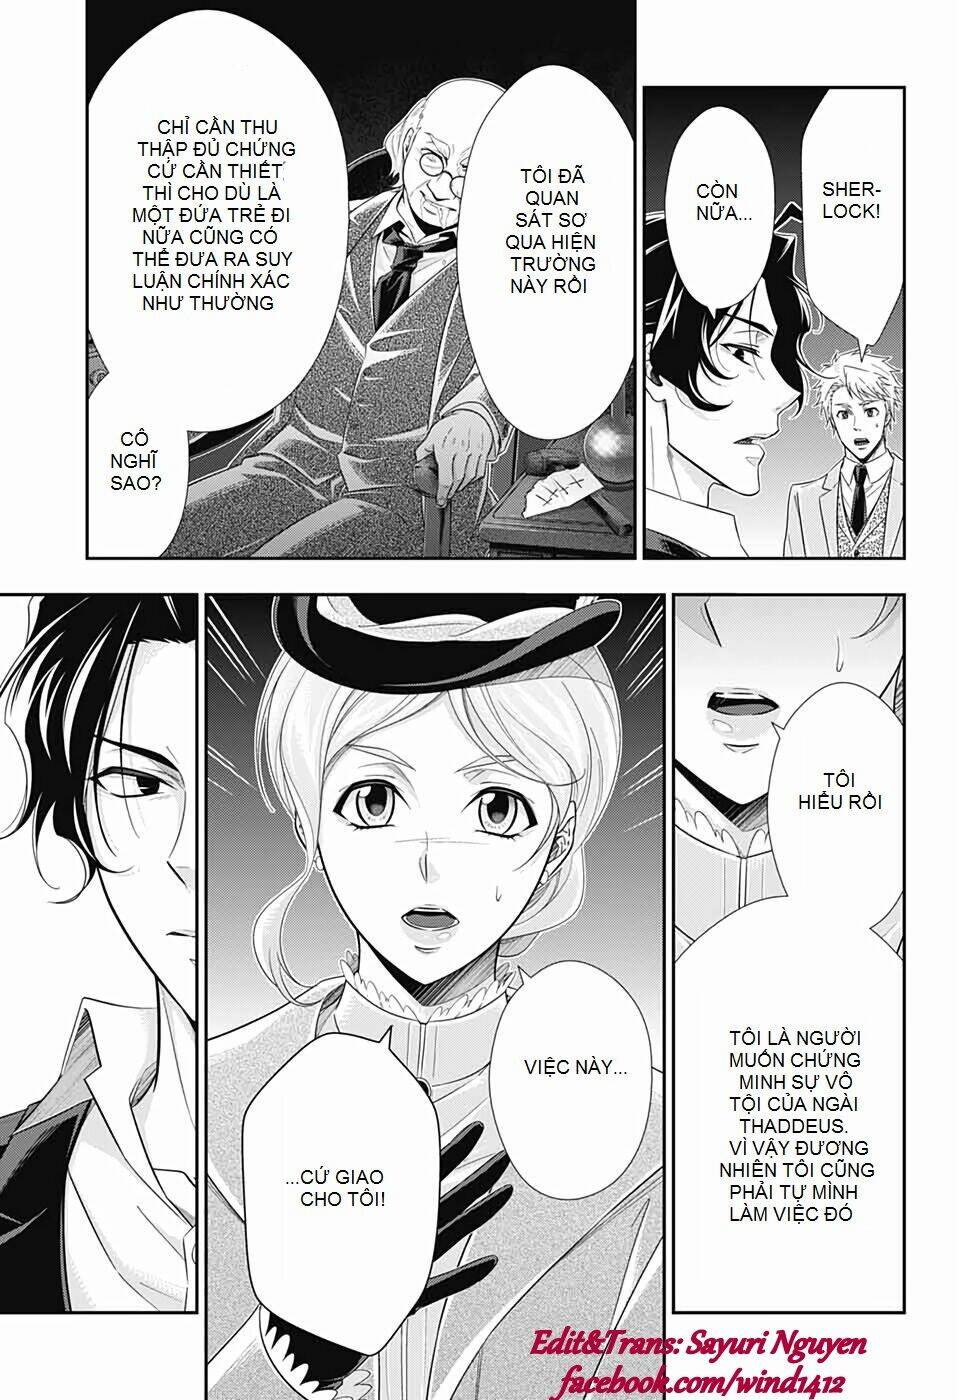 SHER-
LOCK!
CÒN
NỮA...
TÔI ĐÃ
QUAN
SÁT SƠ
QUA HIỆN
TRƯỜNG
NÀY RỒI
CHỈ CẦN THU
THẬP ĐỦ CHỨNG
CỨ CẦN THIẾT
THÌ CHO DÙ LÀ
MỘT ĐỨA TRẺ ĐI
NỮA CŨNG CÓ
THỂ ĐƯA RA SUY
LUẬN CHÍNH XÁC
NHƯ THƯỜNG
CÔ
NGHĨ
SAO?
TÔI
HIỂU RỒI
TÔI LÀ NGƯỜI
MUỐN CHỨNG
MINH SỰ VÔ
TỘI CỦA NGÀI
THADDEUS.
VÌ VẬY ĐƯƠNG
NHIÊN TÔI CŨNG
PHẢI TỰ MÌNH
LÀM VIỆC ĐÓ
VIỆC NÀY...
...CỨ GIAO
CHO TÔI!
Edit&Trans: Sayuri Nguyen
facebook.com/wind1412